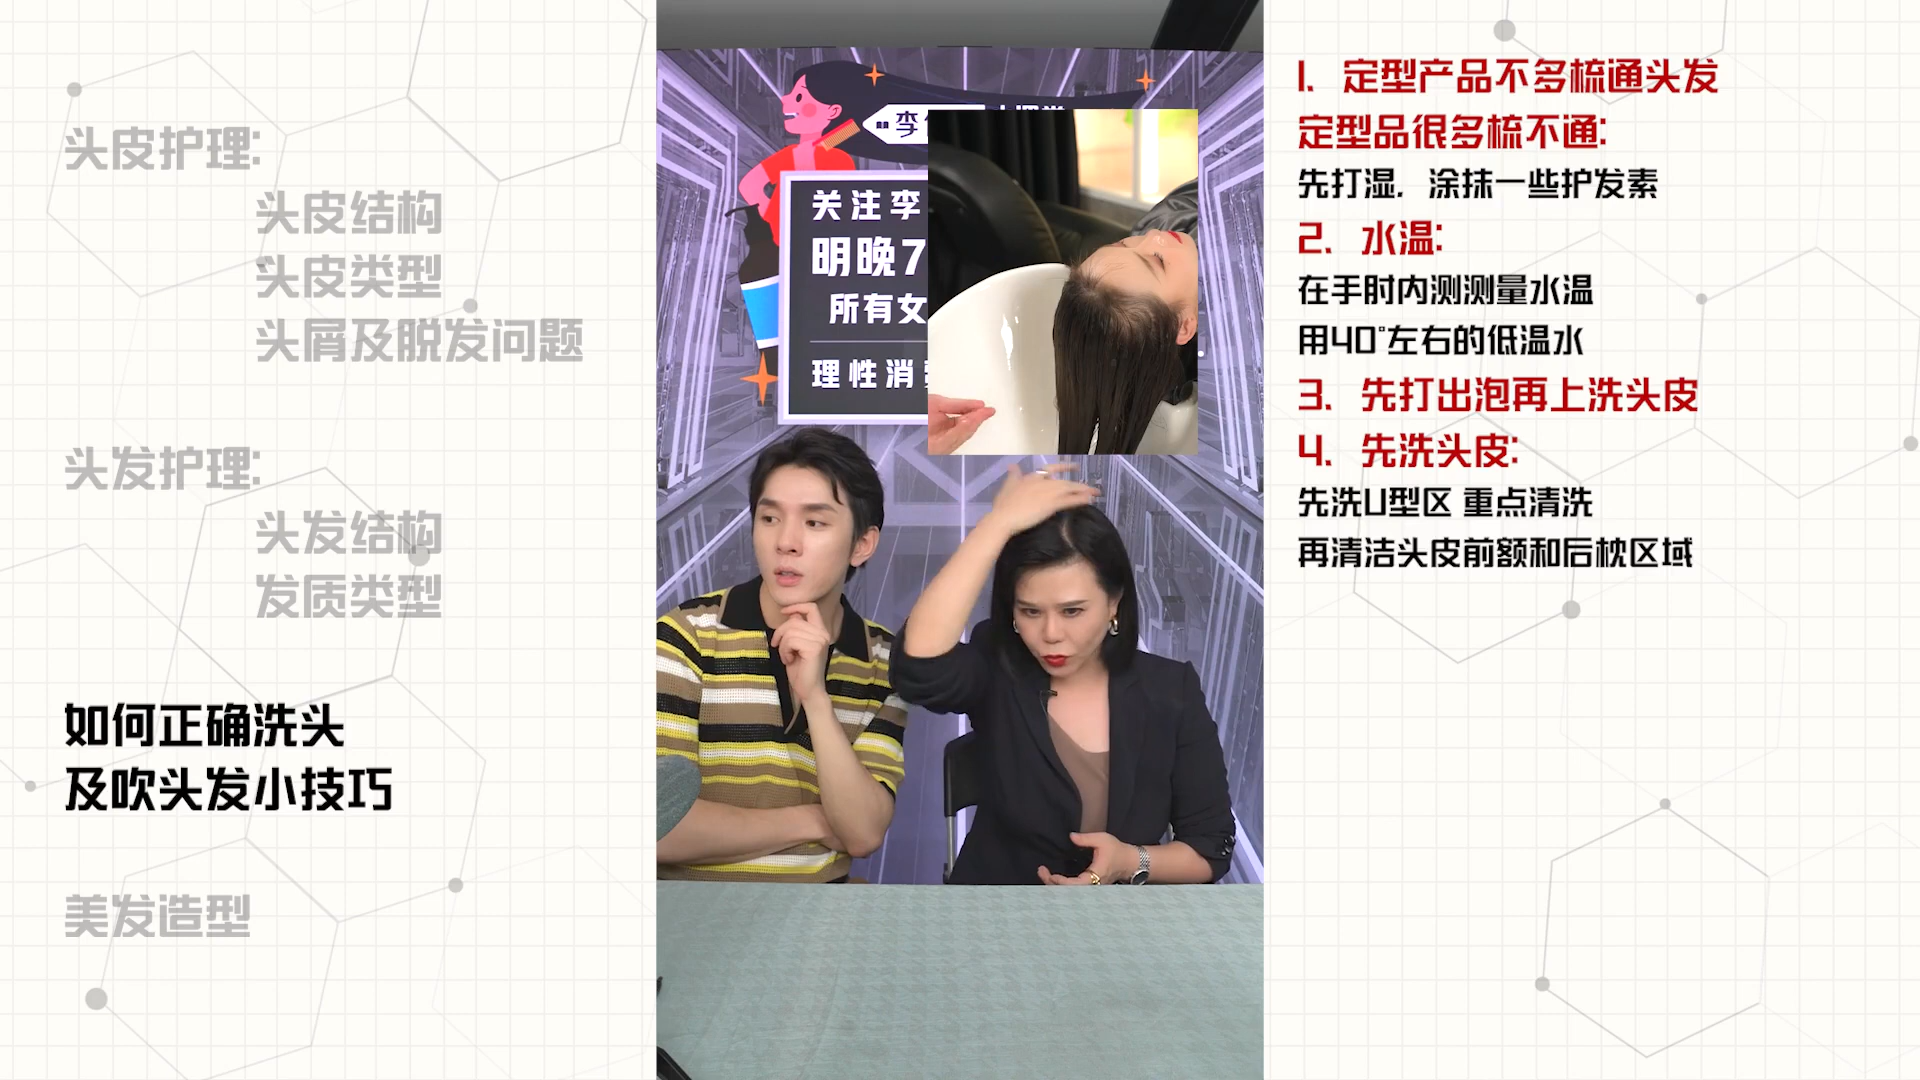 头皮护理:
头皮结构
头皮类型
头屑及脱发问题
头发护理:
头发结构
发质类型
如何正确洗头
及吹头发小技巧
美发造型
李
关注李
明晚7
所有女
理性消
1. 定型产品不多梳通头发
定型品很多梳不通:
先打湿, 涂抹一些护发素
2. 水温:
在手肘内测测量水温
用40°左右的低温水
3. 先打出泡再上洗头皮
4. 先洗头皮:
先洗U型区 重点清洗
再清洁头皮前额和后枕区域